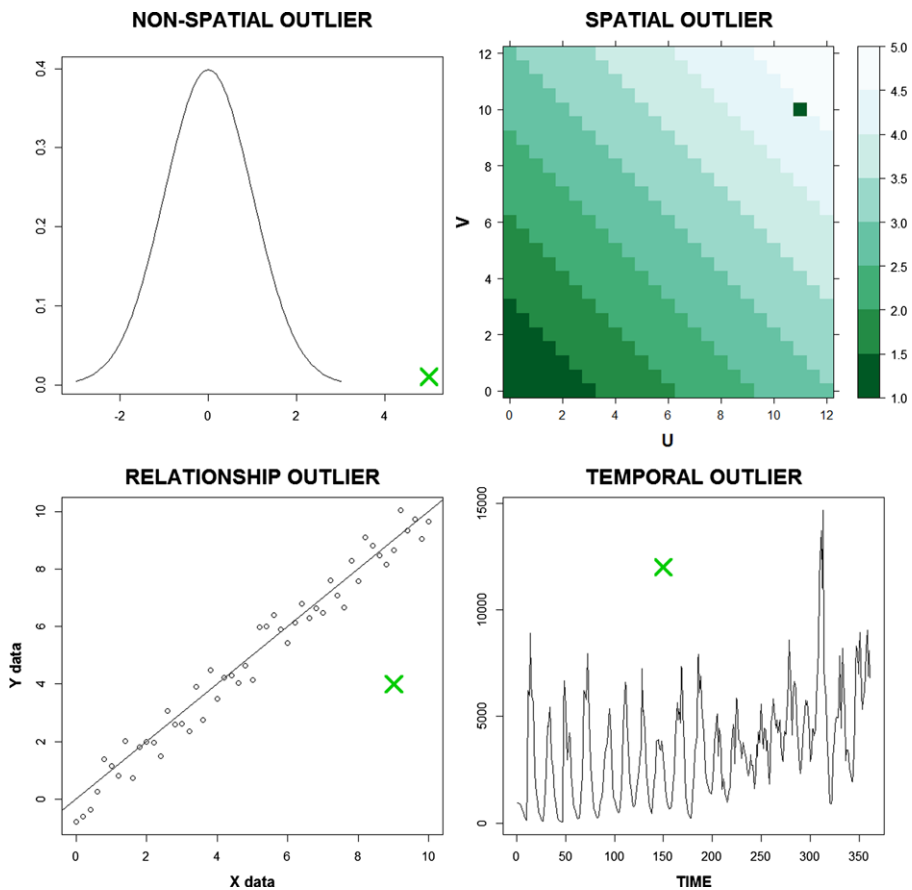 NON-SPATIAL OUTLIER
0.4
0.3
0.2
0.1
0.0
-2 0 2 4
SPATIAL OUTLIER
12
10
8
6
4
2
0
V
0 2 4 6 8 10 12
U
5.0
4.5
4.0
3.5
3.0
2.5
2.0
1.5
1.0
RELATIONSHIP OUTLIER
10
8
6
4
2
0
Y data
0 2 4 6 8 10
X data
TEMPORAL OUTLIER
15000
10000
5000
0
0 50 100 150 200 250 300 350
TIME